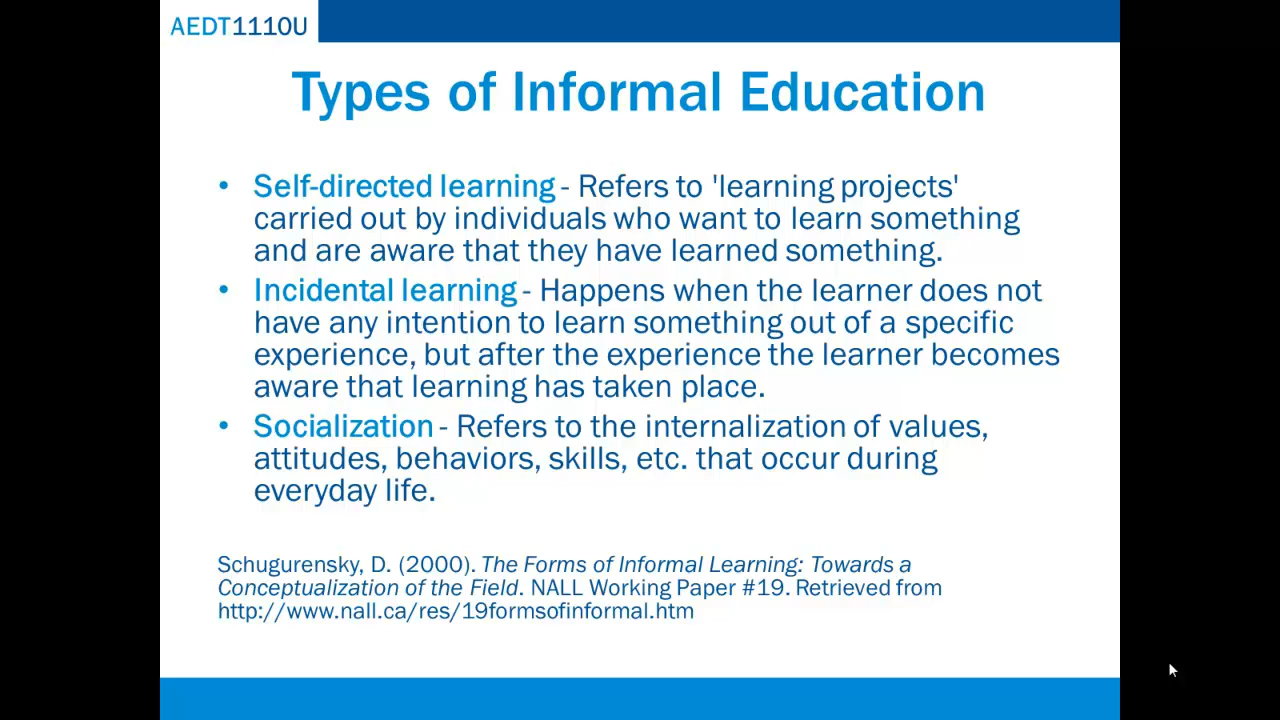 AEDT1110U
Types of Informal Education
• Self-directed learning - Refers to 'learning projects'
carried out by individuals who want to learn something
and are aware that they have learned something.
• Incidental learning - Happens when the learner does not
have any intention to learn something out of a specific
experience, but after the experience the learner becomes
aware that learning has taken place.
• Socialization - Refers to the internalization of values,
attitudes, behaviors, skills, etc. that occur during
everyday life.
Schugurensky, D. (2000). The Forms of Informal Learning: Towards a
Conceptualization of the Field. NALL Working Paper #19. Retrieved from
http://www.nall.ca/res/19formsofinformal.htm